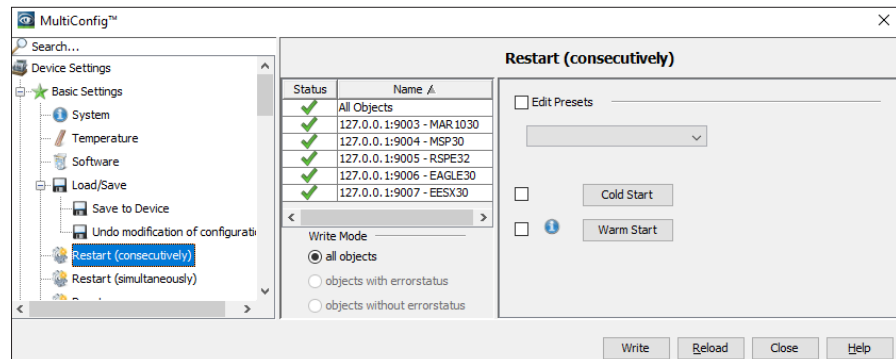 MultiConfig™
Search...
Device Settings
Basic Settings
System
Temperature
Software
Load/Save
Save to Device
Undo modification of configurati
Restart (consecutively)
Restart (simultaneously)
Restart (consecutively)
Status Name
All Objects
127.0.0.1:9003 - MAR1030
127.0.0.1:9004 - MSP30
127.0.0.1:9005 - RSPE32
127.0.0.1:9006 - EAGLE30
127.0.0.1:9007 - EESX30
Write Mode
all objects
objects with errorstatus
objects without errorstatus
Edit Presets
Cold Start
Warm Start
Write Reload Close Help